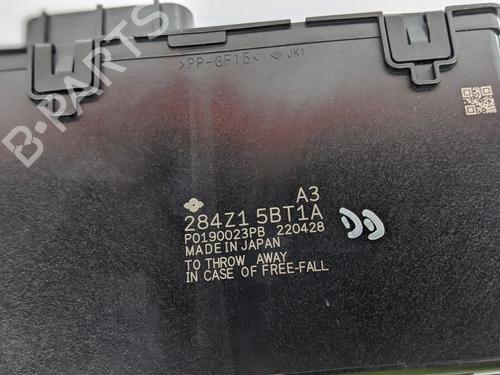 >PP-GF15< JK1
A3
284Z1 5BT1A
P0190023PB 220428
MADE IN JAPAN
TO THROW AWAY
IN CASE OF FREE-FALL
B-PARTS